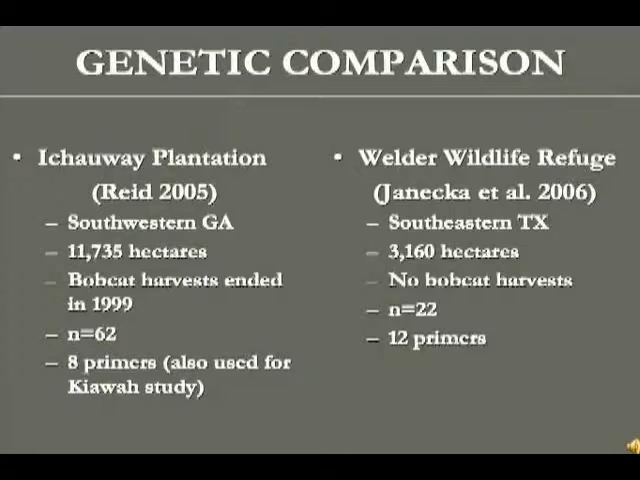 GENETIC COMPARISON
• Ichauway Plantation
(Reid 2005)
– Southwestern GA
– 11,735 hectares
– Bobcat harvests ended
in 1999
– n=62
– 8 primers (also used for
Kiawah study)
• Welder Wildlife Refuge
(Janecka et al. 2006)
– Southeastern TX
– 3,160 hectares
– No bobcat harvests
– n=22
– 12 primers